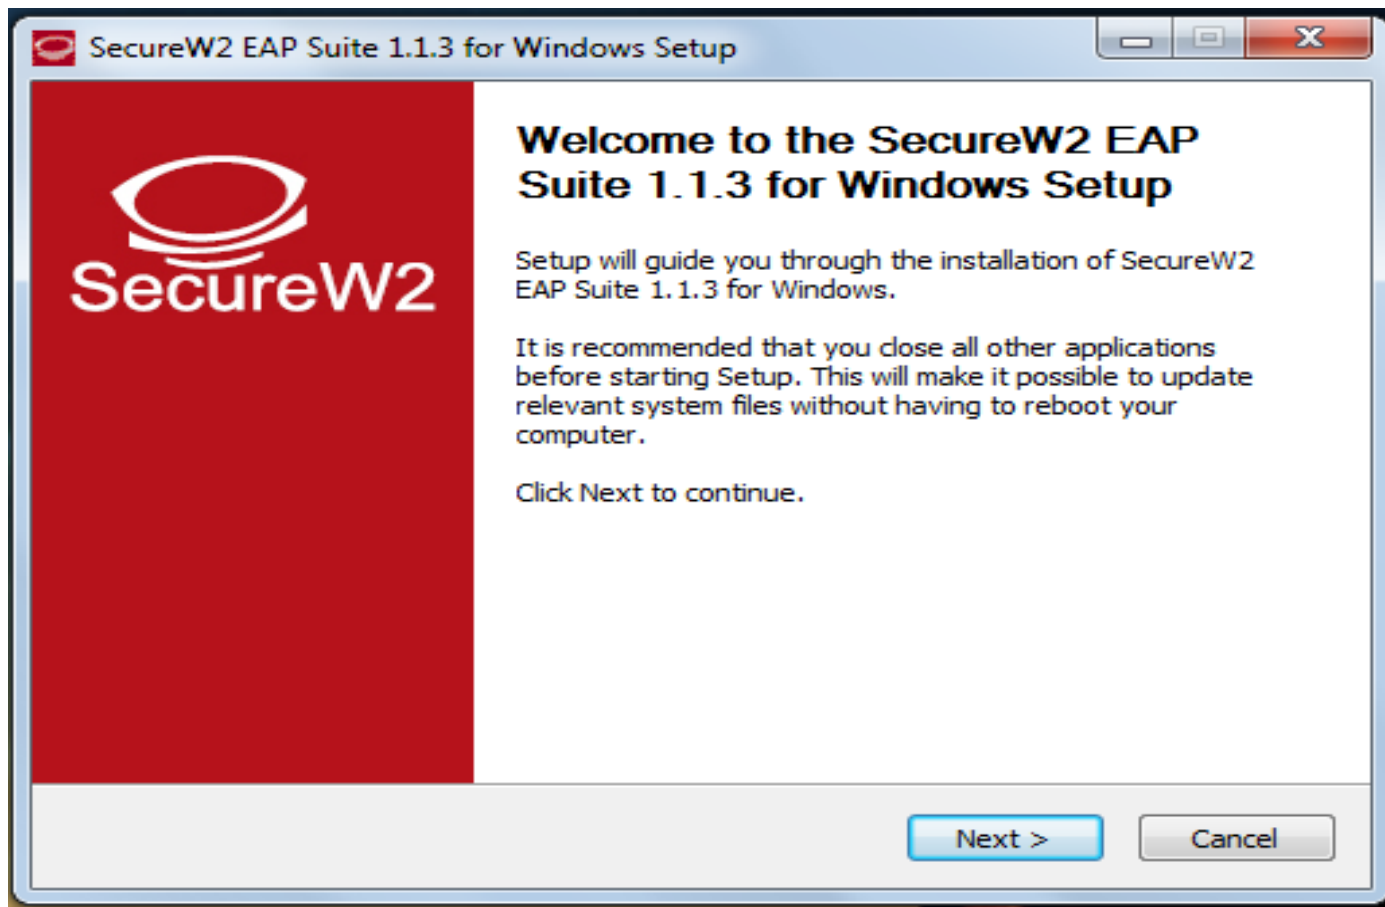 SecureW2 EAP Suite 1.1.3 for Windows Setup
SecureW2
Welcome to the SecureW2 EAP
Suite 1.1.3 for Windows Setup
Setup will guide you through the installation of SecureW2
EAP Suite 1.1.3 for Windows.
It is recommended that you close all other applications
before starting Setup. This will make it possible to update
relevant system files without having to reboot your
computer.
Click Next to continue.
Next >
Cancel